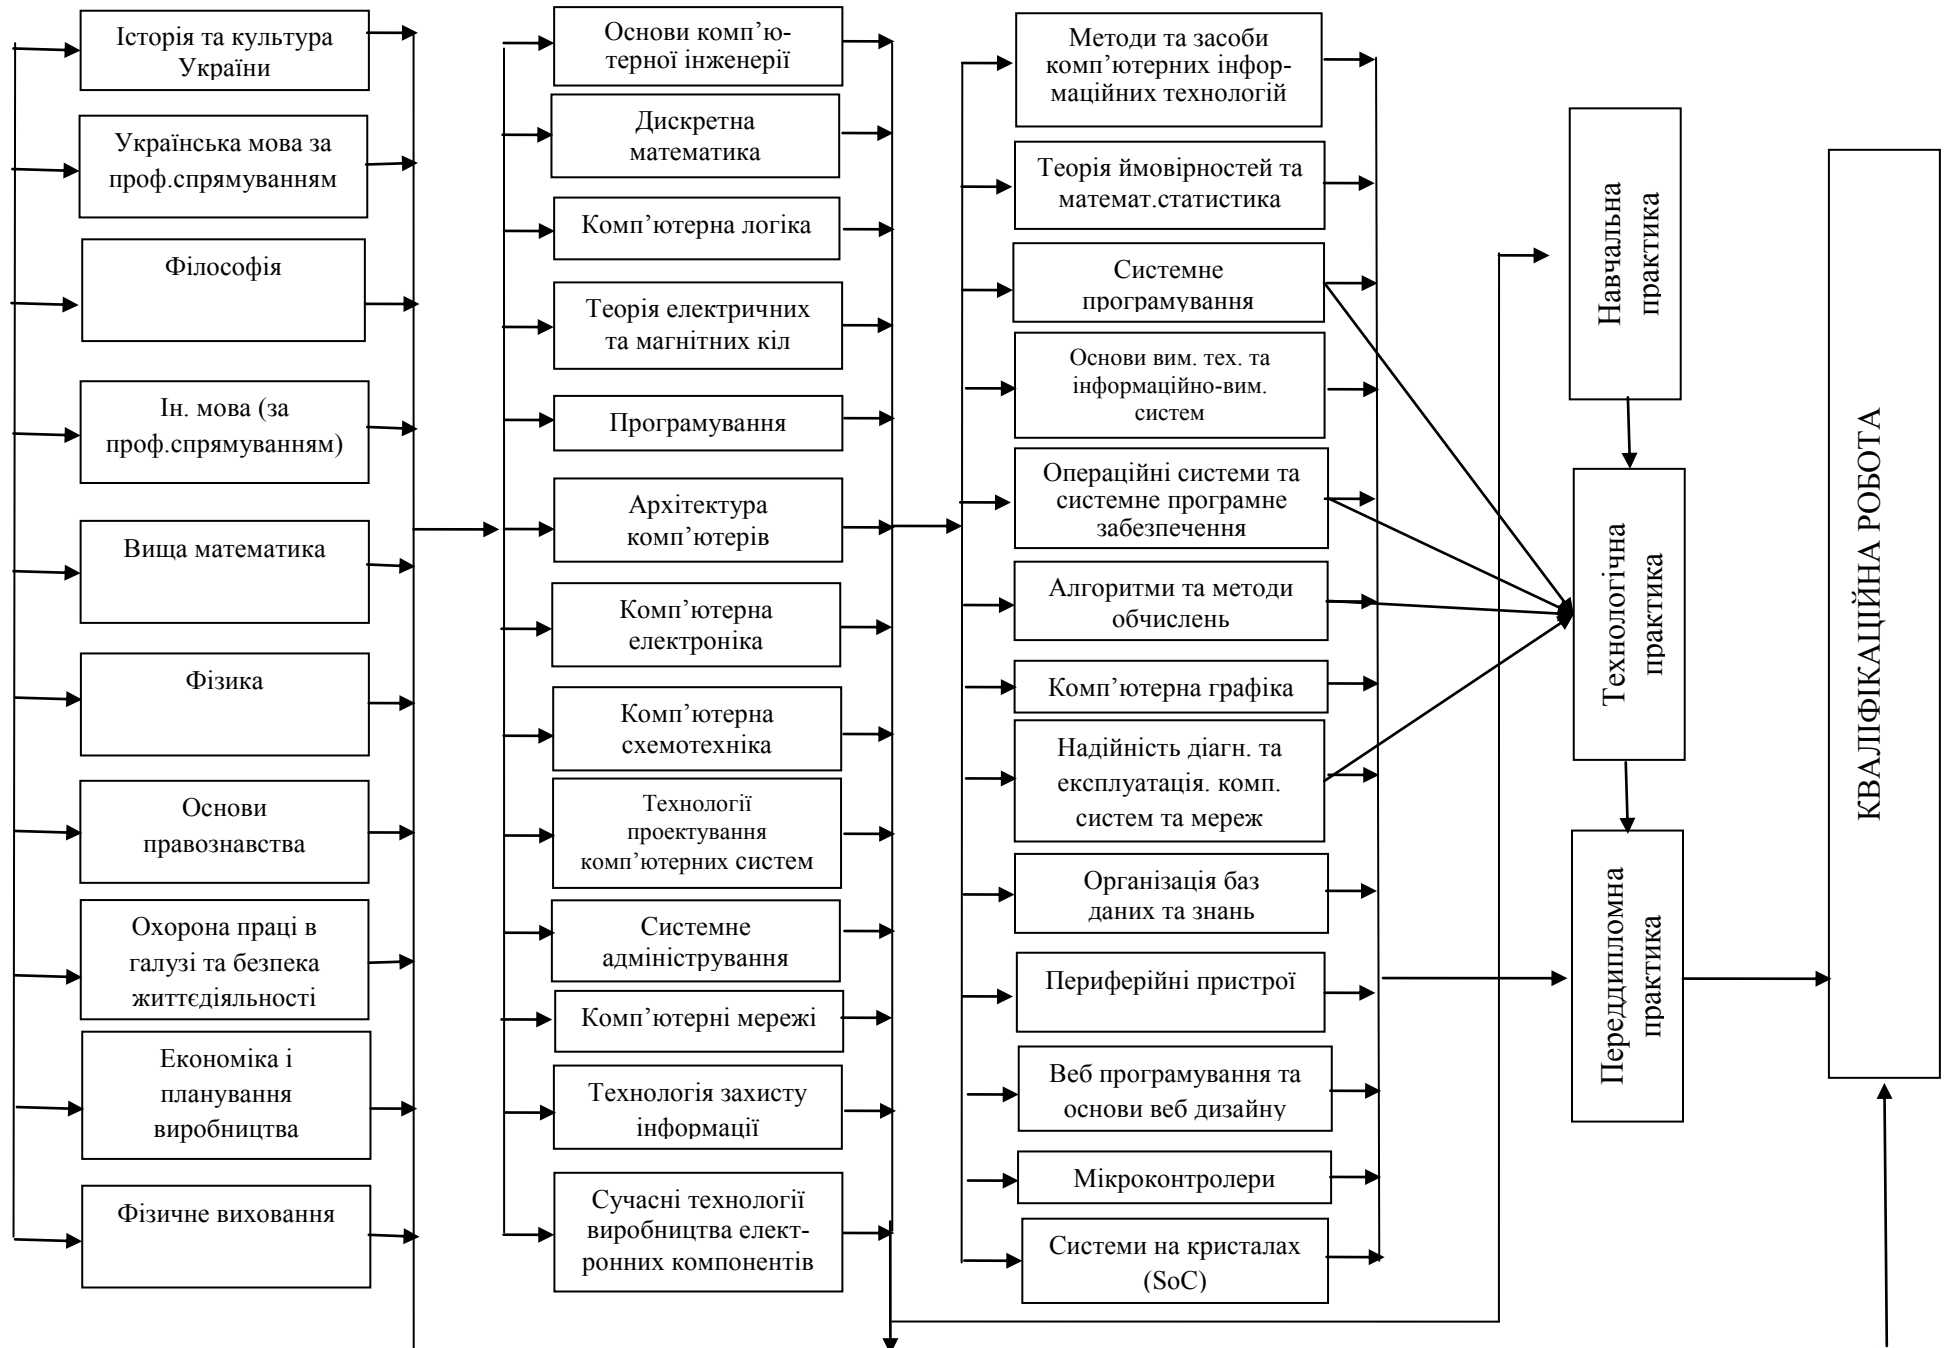 Історія та культура
України
Українська мова за
проф.спрямуванням
Філософія
Ін. мова (за
проф.спрямуванням)
Вища математика
Фізика
Основи
правознавства
Охорона праці в
галузі та безпека
життєдіяльності
Економіка і
планування
виробництва
Фізичне виховання
Основи комп’ю-
терної інженерії
Дискретна
математика
Комп’ютерна логіка
Теорія електричних
та магнітних кіл
Програмування
Архітектура
комп’ютерів
Комп’ютерна
електроніка
Комп’ютерна
схемотехніка
Технології
проектування
комп’ютерних систем
Системне
адміністрування
Комп’ютерні мережі
Технологія захисту
інформації
Сучасні технології
виробництва елект-
ронних компонентів
Методи та засоби
комп’ютерних інфор-
маційних технологій
Теорія ймовірностей та
математ.статистика
Системне
програмування
Основи вим. тех. та
інформаційно-вим.
систем
Операційні системи та
системне програмне
забезпечення
Алгоритми та методи
обчислень
Комп’ютерна графіка
Надійність діагн. та
експлуатація. комп.
систем та мереж
Організація баз
даних та знань
Периферійні пристрої
Веб програмування та
основи веб дизайну
Мікроконтролери
Системи на кристалах
(SoC)
Навчальна
практика
Технологічна
практика
Переддипломна
практика
КВАЛІФІКАЦІЙНА РОБОТА